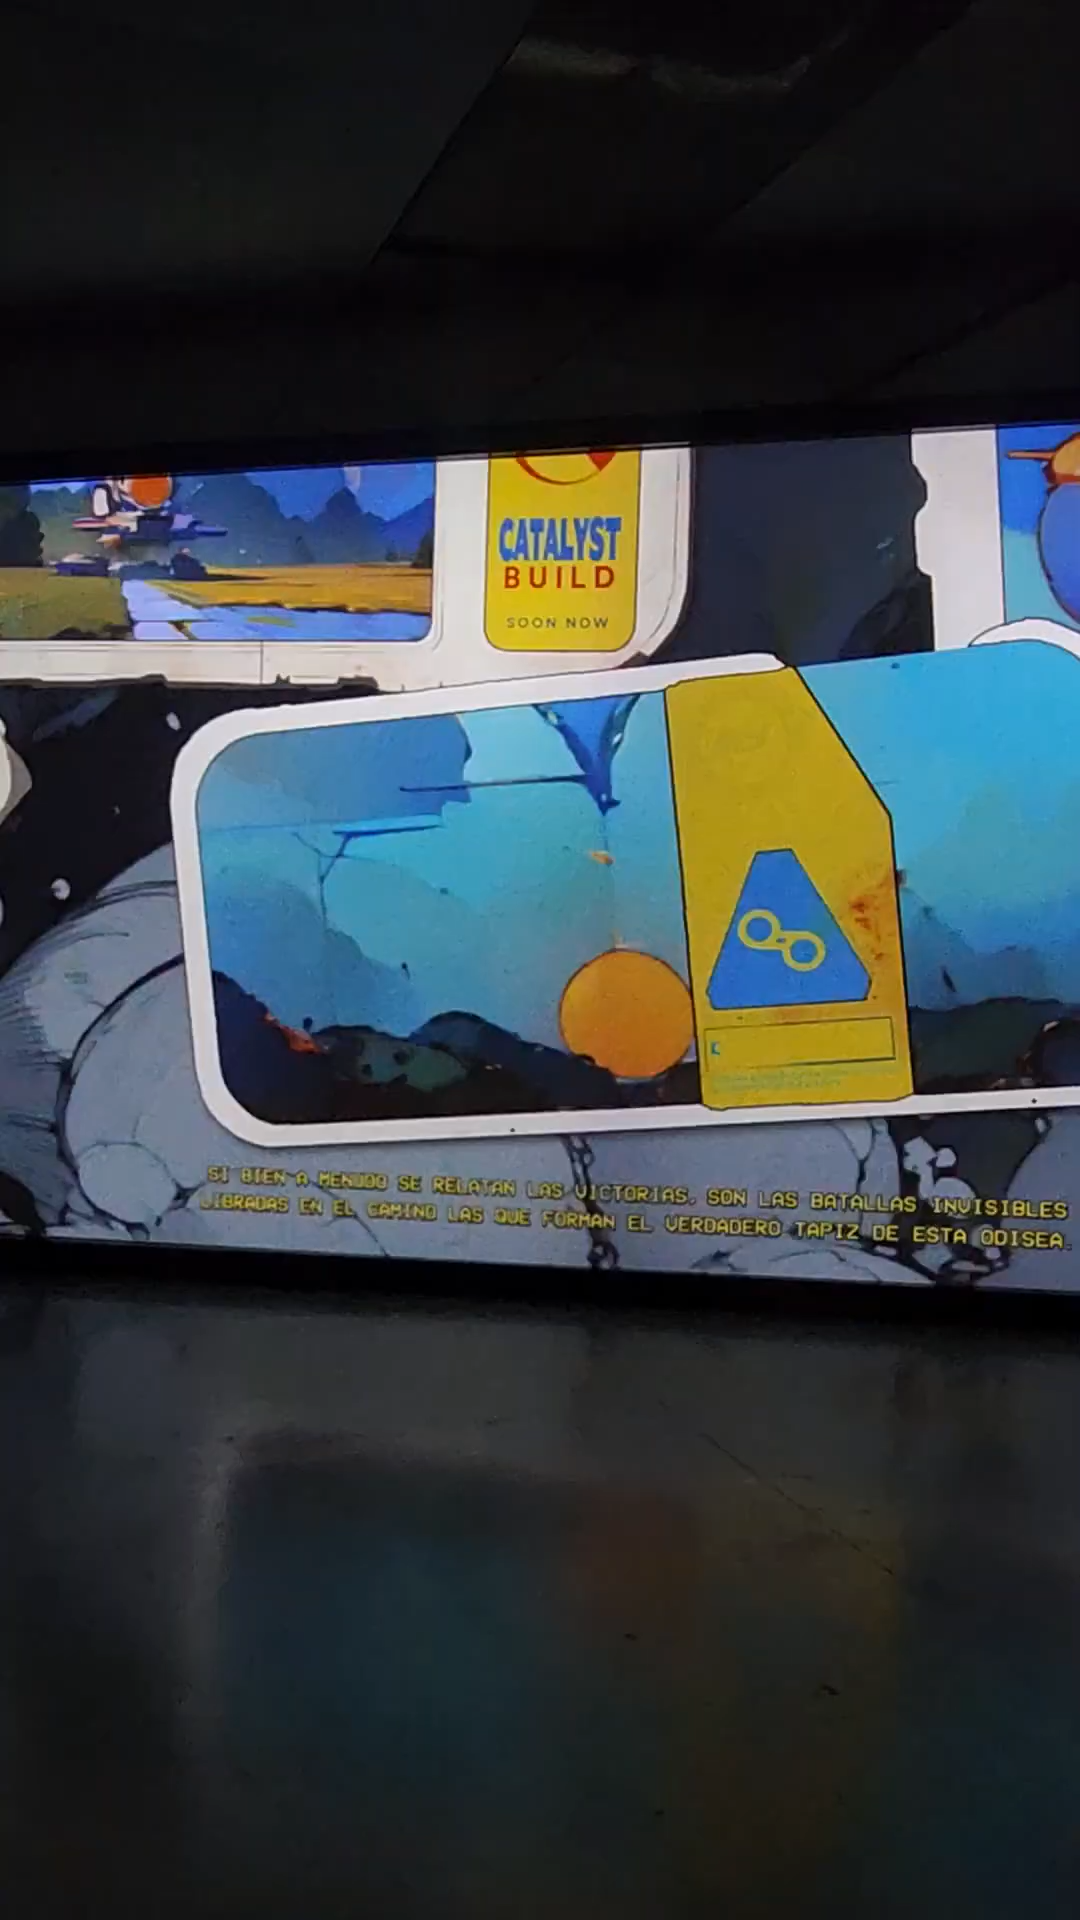 CATALYST
BUILD
SOON NOW
SI BIEN A MENUDO SE RELATAN LAS VICTORIAS, SON LAS BATALLAS INVISIBLES
LIBRADAS EN EL CAMINO LAS QUE FORMAN EL VERDADERO TAPIZ DE ESTA ODISEA.